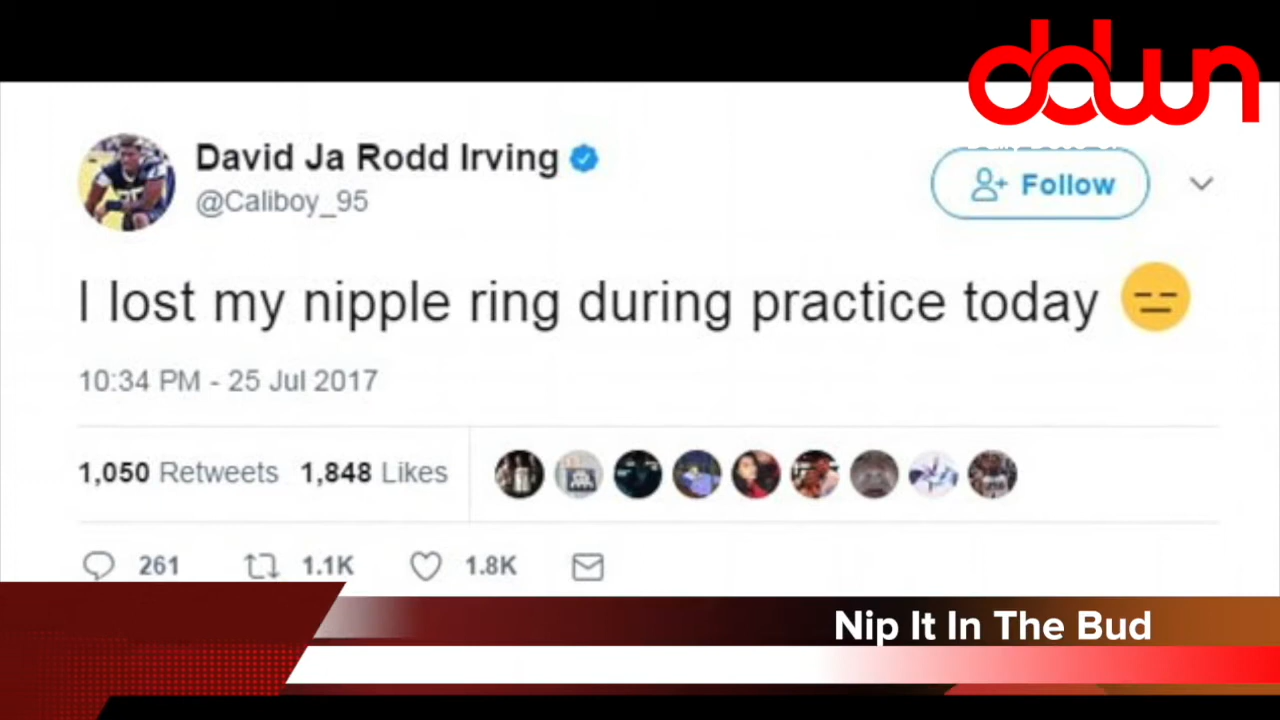 ddwn
David Ja Rodd Irving
@Caliboy_95
Follow
I lost my nipple ring during practice today
10:34 PM - 25 Jul 2017
1,050 Retweets 1,848 Likes
261 1.1K 1.8K
Nip It In The Bud